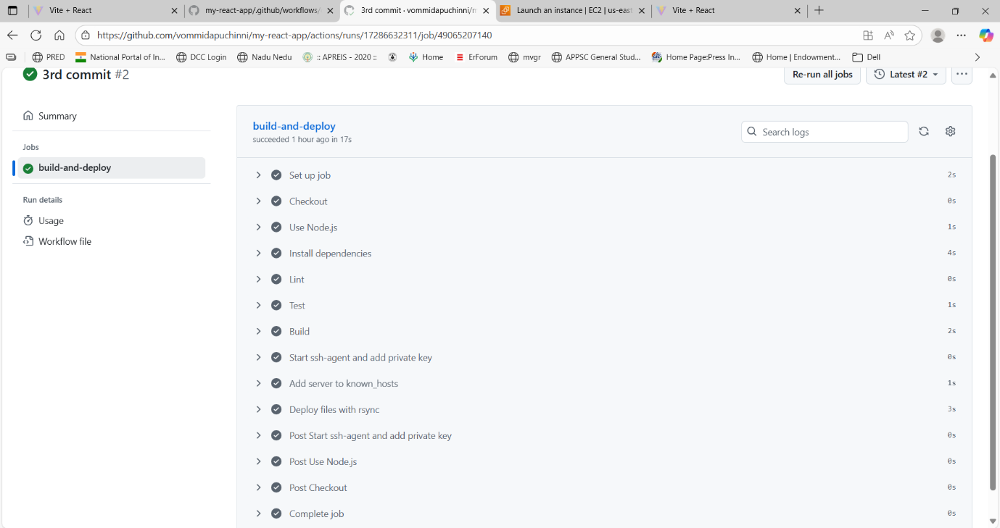 Vite + React
my-react-app/.github/workflows/
3rd commit · vommidapuchinni/m
Launch an instance | EC2 | us-east
Vite + React
https://github.com/vommidapuchinni/my-react-app/actions/runs/17286632311/job/49065207140
PRED
National Portal of In...
DCC Login
Nadu Nedu
:: APREIS - 2020 ::
Home
ErForum
mvgr
APPSC General Stud...
Home Page:Press In...
Home | Endowment...
Dell
3rd commit #2
Re-run all jobs
Latest #2
Summary
Jobs
build-and-deploy
Run details
Usage
Workflow file
build-and-deploy
succeeded 1 hour ago in 17s
Search logs
Set up job 2s
Checkout 0s
Use Node.js 1s
Install dependencies 4s
Lint 0s
Test 1s
Build 2s
Start ssh-agent and add private key 0s
Add server to known_hosts 1s
Deploy files with rsync 3s
Post Start ssh-agent and add private key 0s
Post Use Node.js 0s
Post Checkout 0s
Complete job 0s